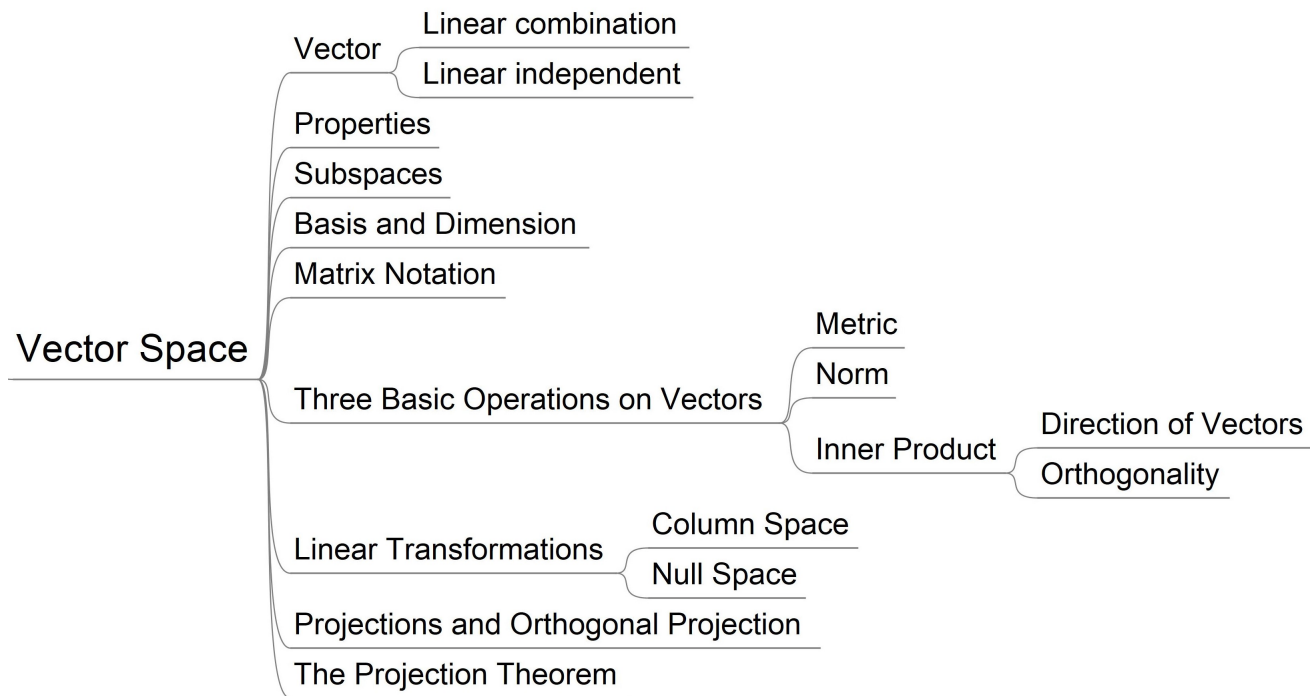 Vector Space
Vector
Linear combination
Linear independent
Properties
Subspaces
Basis and Dimension
Matrix Notation
Three Basic Operations on Vectors
Metric
Norm
Inner Product
Direction of Vectors
Orthogonality
Linear Transformations
Column Space
Null Space
Projections and Orthogonal Projection
The Projection Theorem